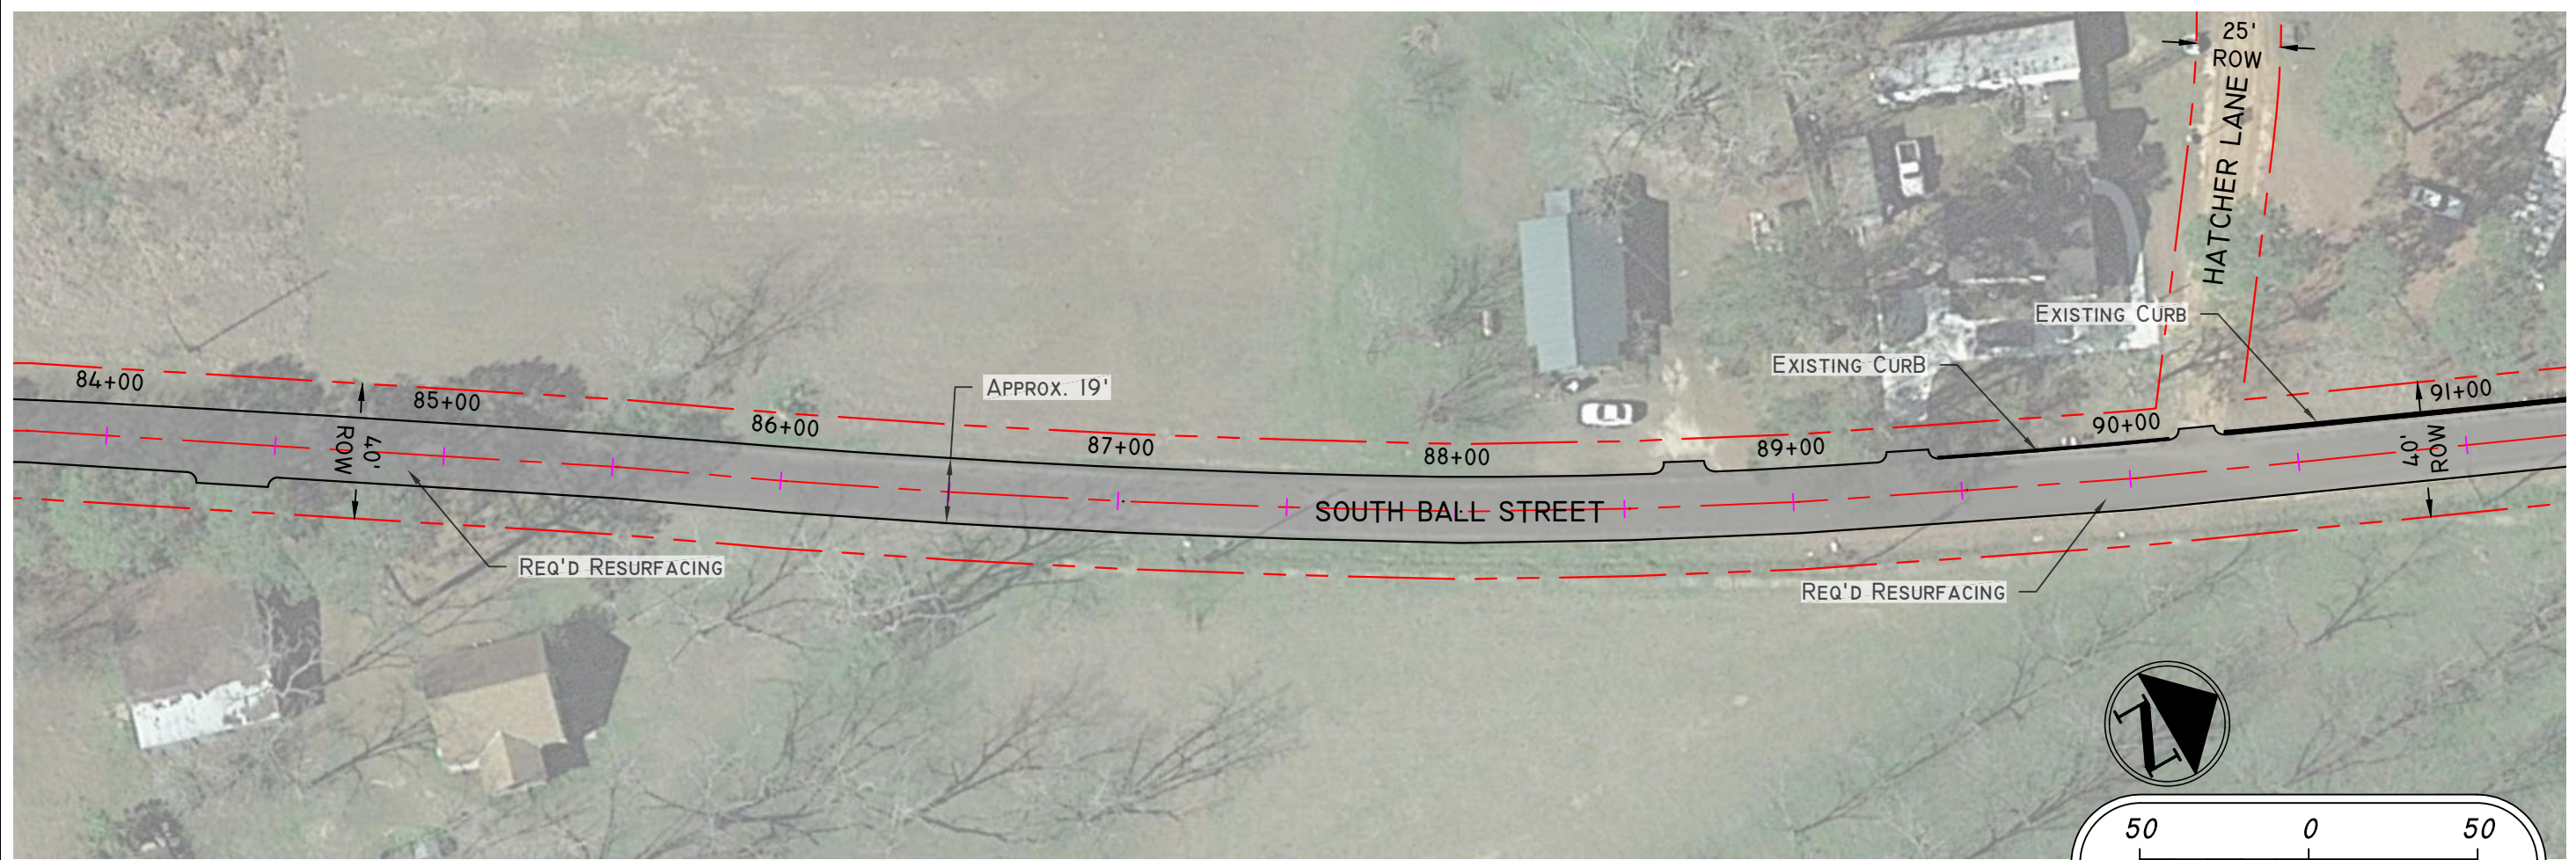 25'
ROW
HATCHER LANE
EXISTING CURB
EXISTING CURB
84+00
85+00
86+00
87+00
88+00
89+00
90+00
91+00
APPROX. 19'
40'
ROW
SOUTH BALL STREET
40'
ROW
REQ'D RESURFACING
REQ'D RESURFACING
N
50 0 50